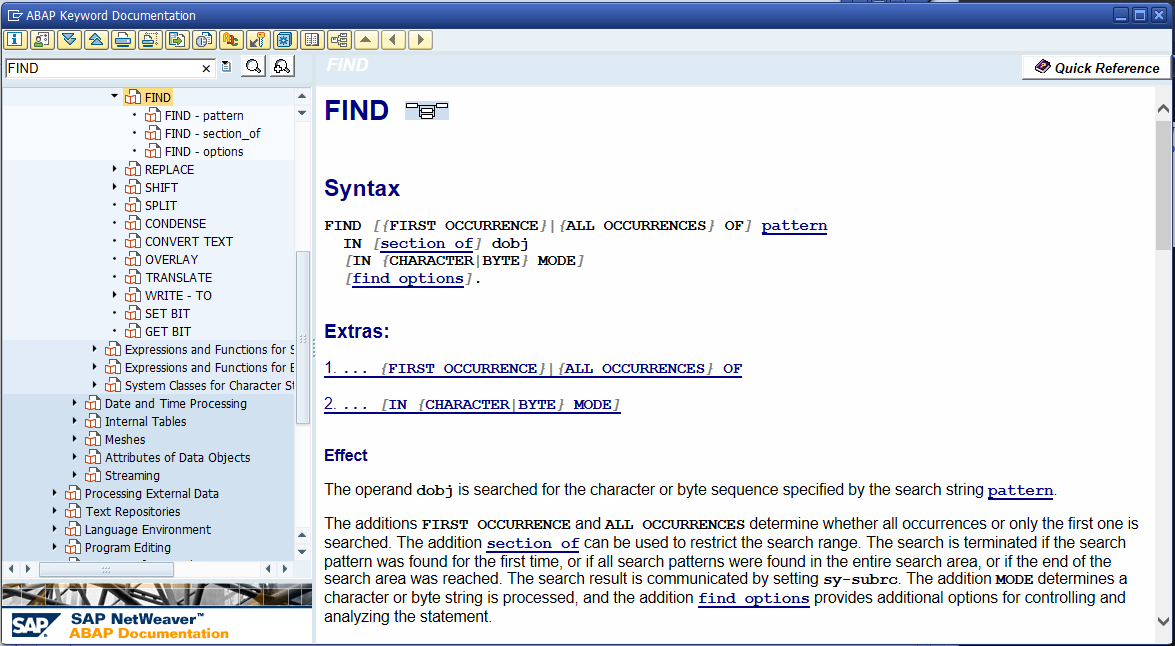 ABAP Keyword Documentation
FIND
FIND
Quick Reference
FIND
FIND - pattern
FIND - section_of
FIND - options
REPLACE
SHIFT
SPLIT
CONDENSE
CONVERT TEXT
OVERLAY
TRANSLATE
WRITE - TO
SET BIT
GET BIT
Expressions and Functions for S
Expressions and Functions for B
System Classes for Character St
Date and Time Processing
Internal Tables
Meshes
Attributes of Data Objects
Streaming
Processing External Data
Text Repositories
Language Environment
Program Editing
SAP
SAP NetWeaver™
ABAP Documentation
FIND
Syntax
FIND [{FIRST OCCURRENCE}|{ALL OCCURRENCES} OF] pattern
IN [section of] dobj
[IN {CHARACTER|BYTE} MODE]
[find options].
Extras:
1. ... {FIRST OCCURRENCE}|{ALL OCCURRENCES} OF
2. ... [IN {CHARACTER|BYTE} MODE]
Effect
The operand dobj is searched for the character or byte sequence specified by the search string pattern.
The additions FIRST OCCURRENCE and ALL OCCURRENCES determine whether all occurrences or only the first one is
searched. The addition section of can be used to restrict the search range. The search is terminated if the search
pattern was found for the first time, or if all search patterns were found in the entire search area, or if the end of the
search area was reached. The search result is communicated by setting sy-subrc. The addition MODE determines a
character or byte string is processed, and the addition find options provides additional options for controlling and
analyzing the statement.